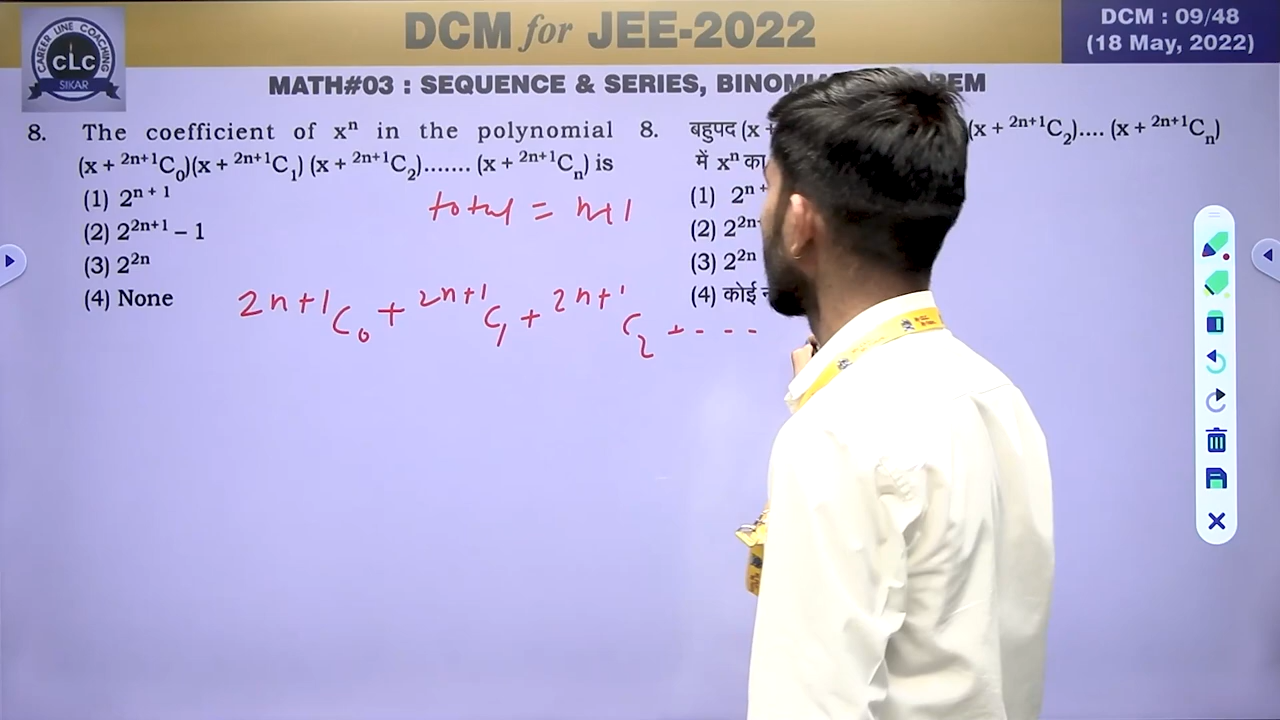 CAREER LINE COACHING
CLC
SIKAR
DCM for JEE-2022
DCM : 09/48
(18 May, 2022)
MATH#03 : SEQUENCE & SERIES,
8. The coefficient of xⁿ in the polynomial
(x + ²ⁿ⁺¹C₀)(x + ²ⁿ⁺¹C₁) (x + ²ⁿ⁺¹C₂)....... (x + ²ⁿ⁺¹Cₙ) is
(1) 2ⁿ ⁺ ¹
(2) 2²ⁿ⁺¹ – 1
(3) 2²ⁿ
(4) None
8. बहुपद (x + (x + ²ⁿ⁺¹C₂).... (x + ²ⁿ⁺¹Cₙ)
में xⁿ का
(1) 2ⁿ ⁺
(2) 2²ⁿ
(3) 2²ⁿ
(4) कोई
total = n+1
2n+1C₀ + 2n+1C₁ + 2n+1C₂ + - - -